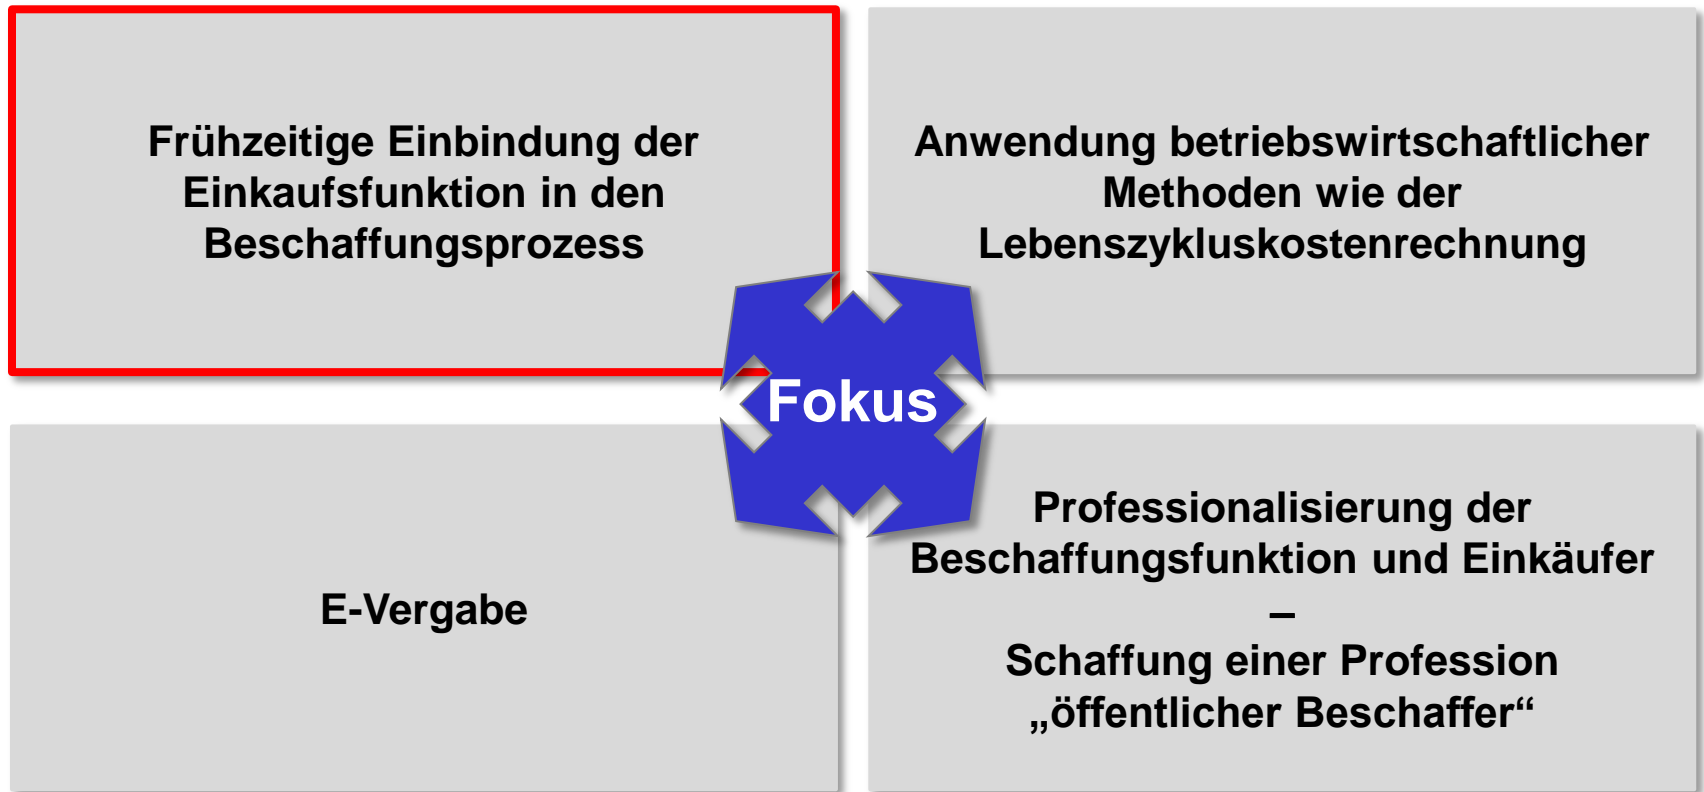 Frühzeitige Einbindung der
Einkaufsfunktion in den
Beschaffungsprozess
Anwendung betriebswirtschaftlicher
Methoden wie der
Lebenszykluskostenrechnung
Fokus
E-Vergabe
Professionalisierung der
Beschaffungsfunktion und Einkäufer
–
Schaffung einer Profession
„öffentlicher Beschaffer“